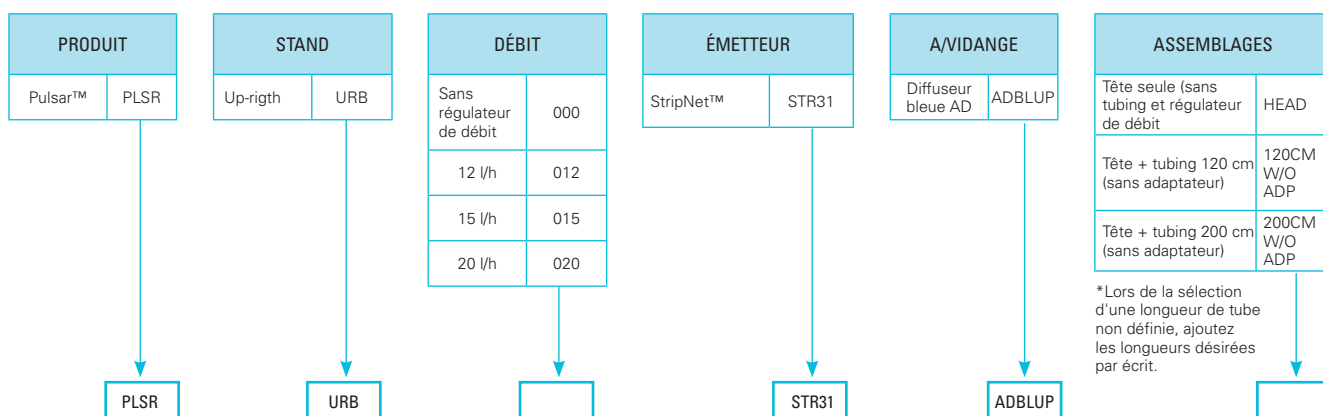 PRODUIT
Pulsar™ PLSR
PLSR
STAND
Up-rigth URB
URB
DÉBIT
Sans
régulateur
de débit
000
12 l/h 012
15 l/h 015
20 l/h 020
ÉMETTEUR
StripNet™ STR31
STR31
A/VIDANGE
Diffuseur
bleue AD
ADBLUP
ADBLUP
ASSEMBLAGES
Tête seule (sans
tubing et régulateur
de débit
HEAD
Tête + tubing 120 cm
(sans adaptateur)
120CM
W/O
ADP
Tête + tubing 200 cm
(sans adaptateur)
200CM
W/O
ADP
*Lors de la sélection
d'une longueur de tube
non définie, ajoutez
les longueurs désirées
par écrit.